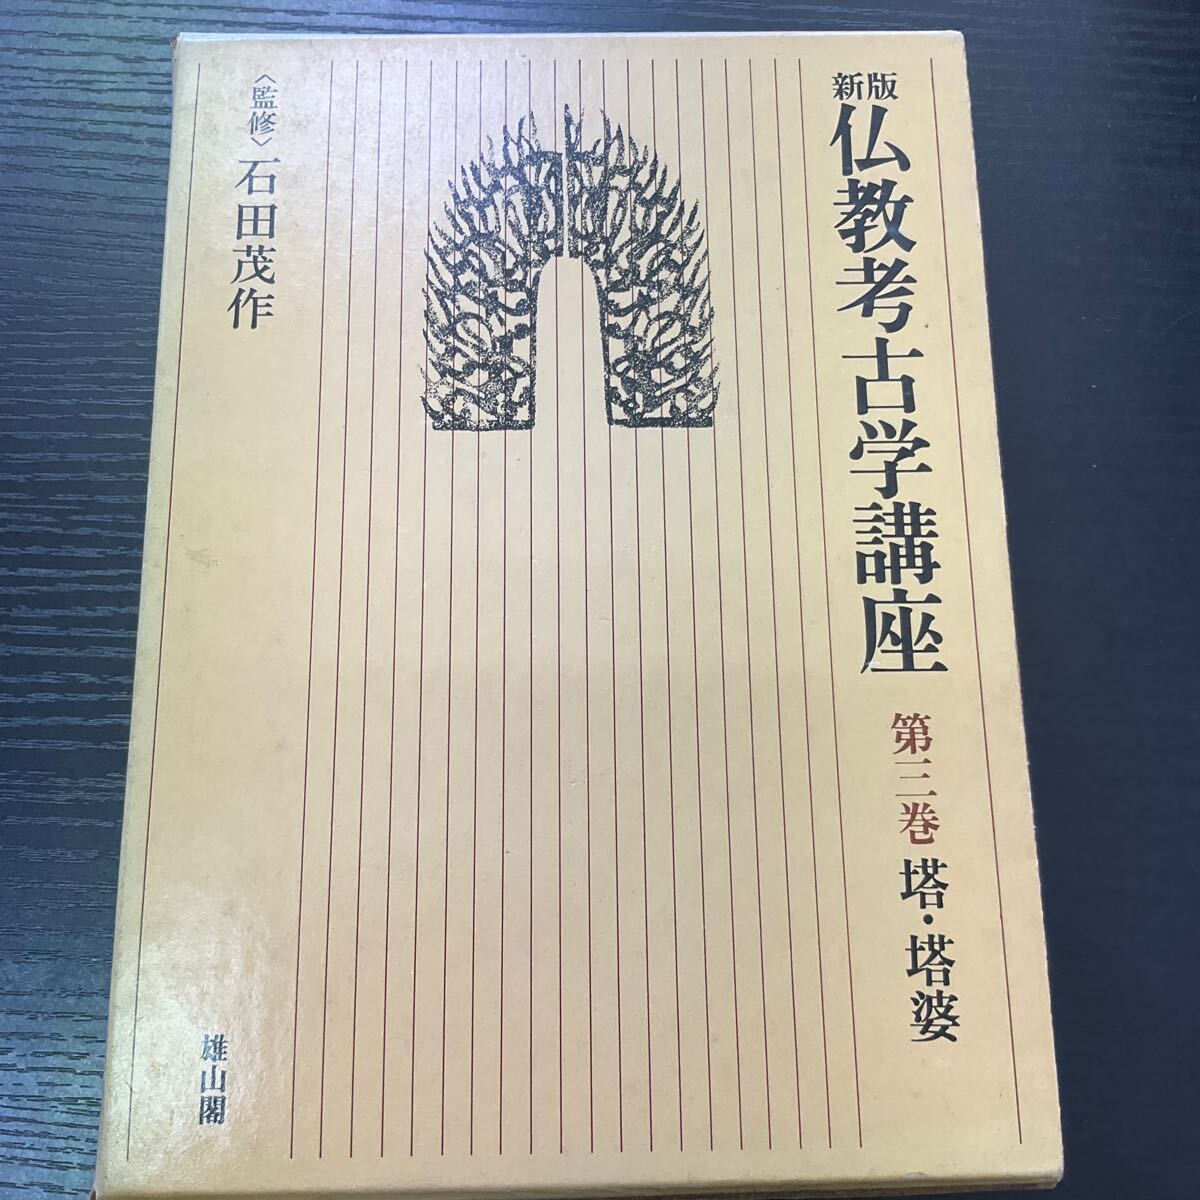 新版
仏教考古学講座 第三巻 塔・塔婆
〈監修〉石田茂作
雄山閣